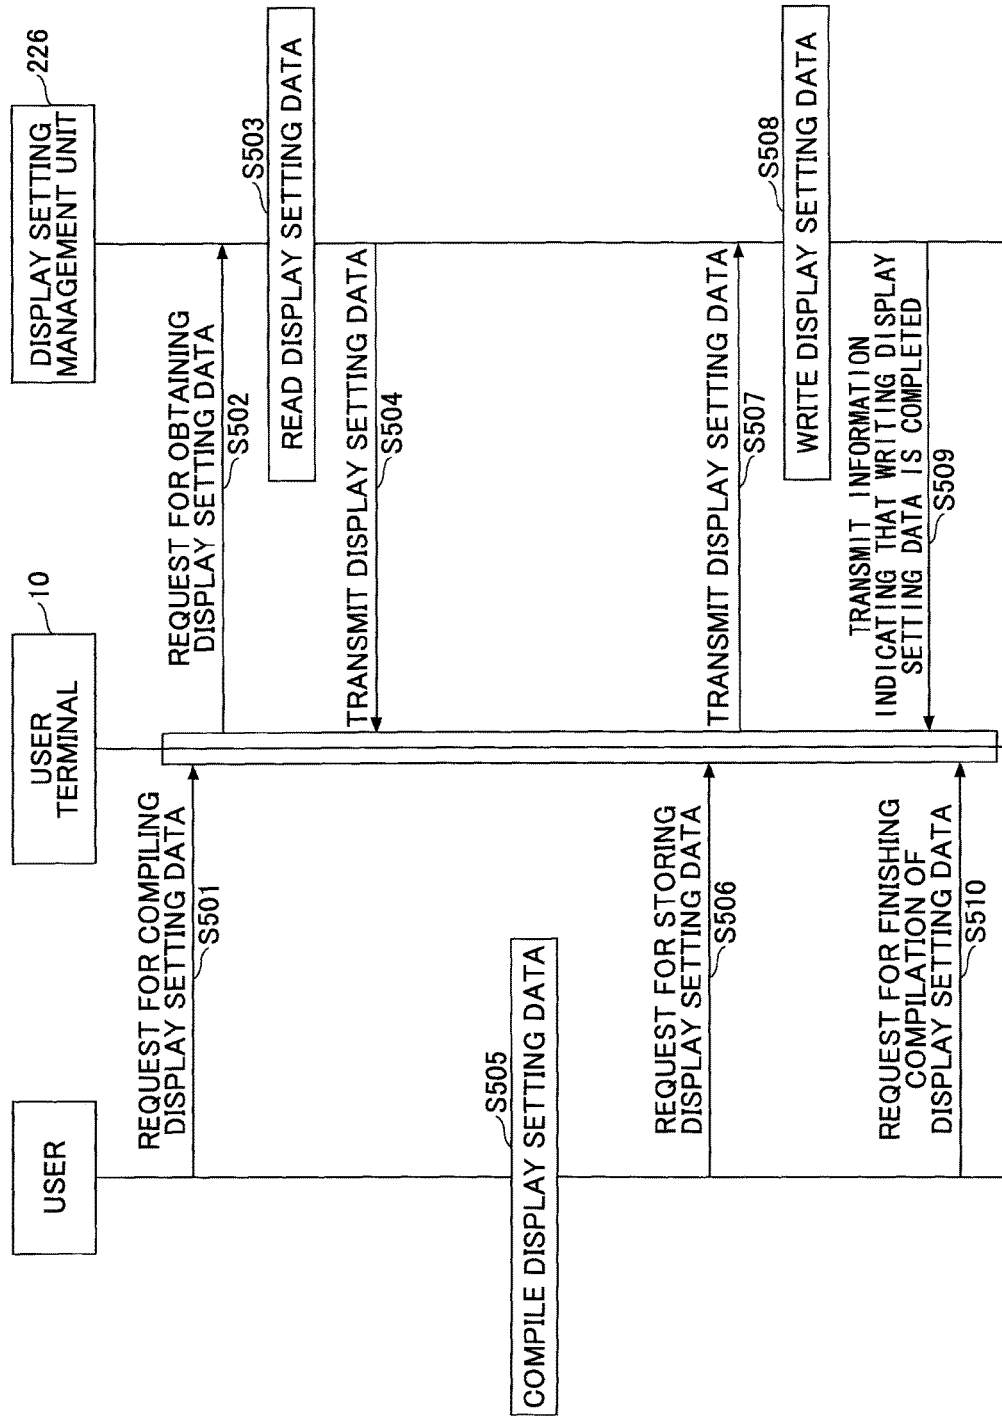 USER
USER
TERMINAL
10
DISPLAY SETTING
MANAGEMENT UNIT
226
REQUEST FOR COMPILING
DISPLAY SETTING DATA
S501
REQUEST FOR OBTAINING
DISPLAY SETTING DATA
S502
S503
READ DISPLAY SETTING DATA
TRANSMIT DISPLAY SETTING DATA
S504
S505
COMPILE DISPLAY SETTING DATA
REQUEST FOR STORING
DISPLAY SETTING DATA
S506
TRANSMIT DISPLAY SETTING DATA
S507
S508
WRITE DISPLAY SETTING DATA
TRANSMIT INFORMATION
INDICATING THAT WRITING DISPLAY
SETTING DATA IS COMPLETED
S509
REQUEST FOR FINISHING
COMPILATION OF
DISPLAY SETTING DATA
S510